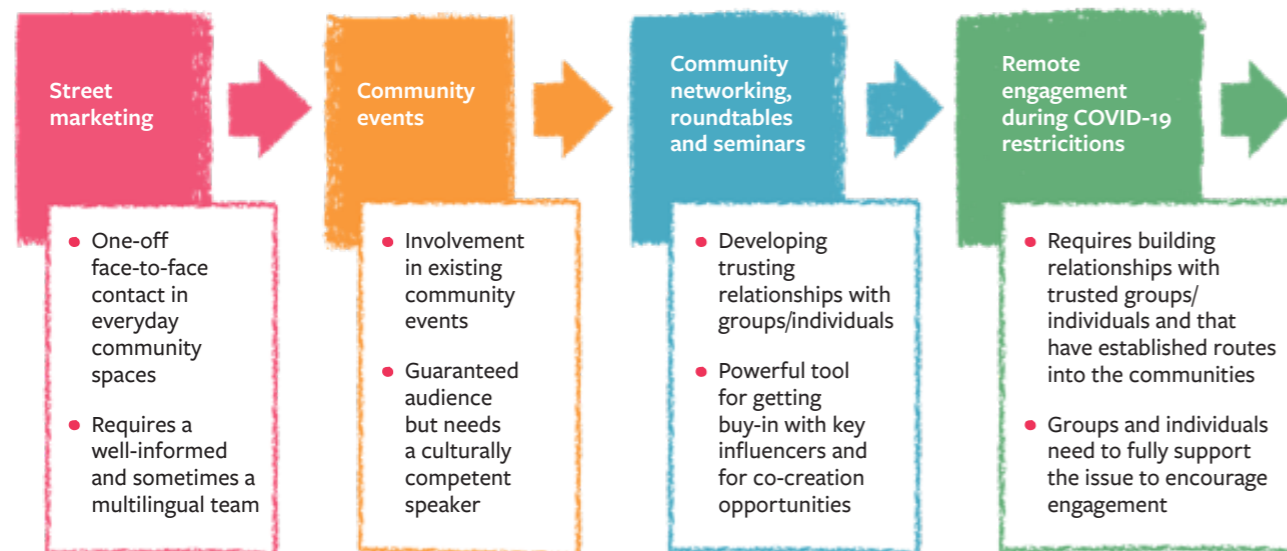 Street
marketing
• One-off
face-to-face
contact in
everyday
community
spaces
• Requires a
well-informed
and sometimes a
multilingual team
Community
events
• Involvement
in existing
community
events
• Guaranteed
audience
but needs
a culturally
competent
speaker
Community
networking,
roundtables
and seminars
• Developing
trusting
relationships with
groups/individuals
• Powerful tool
for getting
buy-in with key
influencers and
for co-creation
opportunities
Remote
engagement
during COVID-19
restricitions
• Requires building
relationships with
trusted groups/
individuals and that
have established routes
into the communities
• Groups and individuals
need to fully support
the issue to encourage
engagement